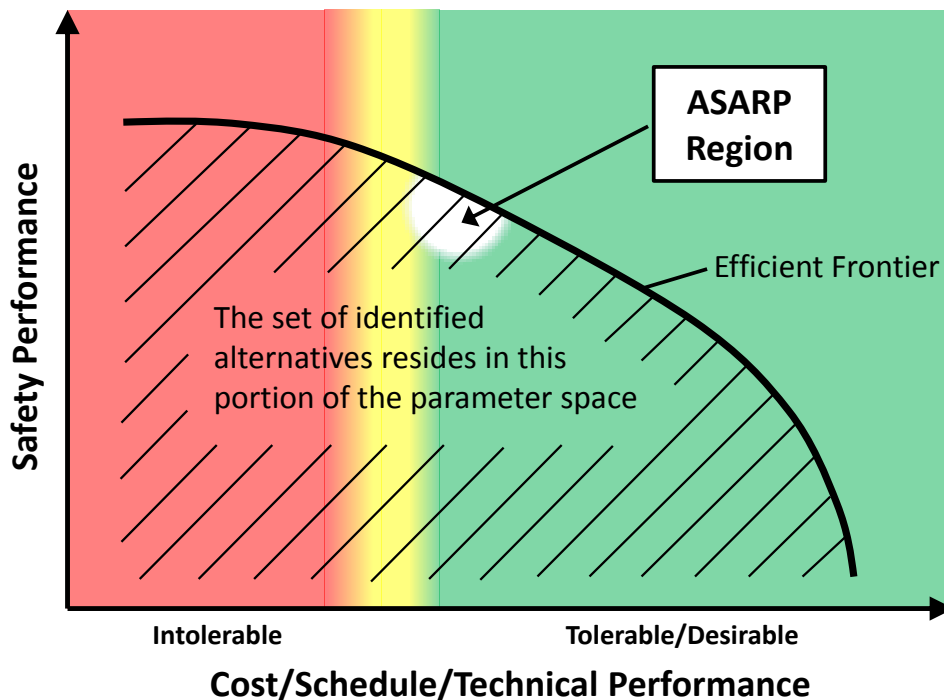 ASARP
Region
Safety Performance
Efficient Frontier
The set of identified
alternatives resides in this
portion of the parameter space
Intolerable
Tolerable/Desirable
Cost/Schedule/Technical Performance